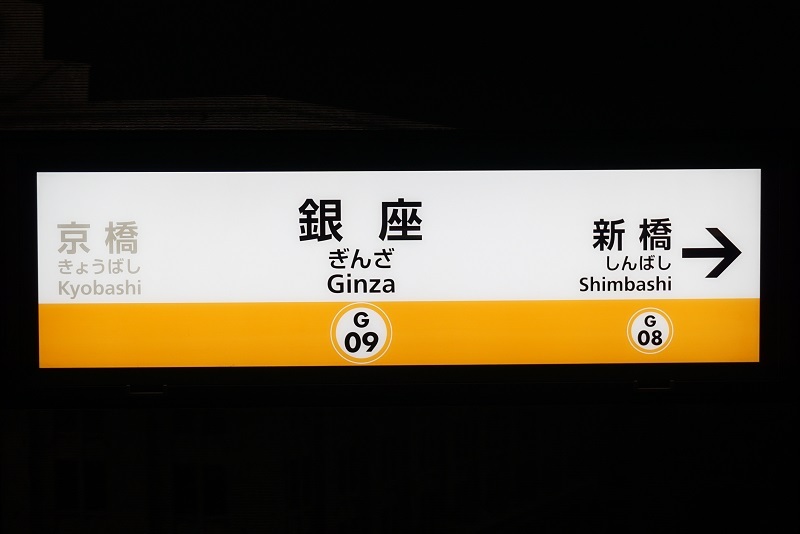 京橋
きょうばし
Kyobashi
銀座
ぎんざ
Ginza
G
09
新橋
しんばし
Shimbashi
G
08